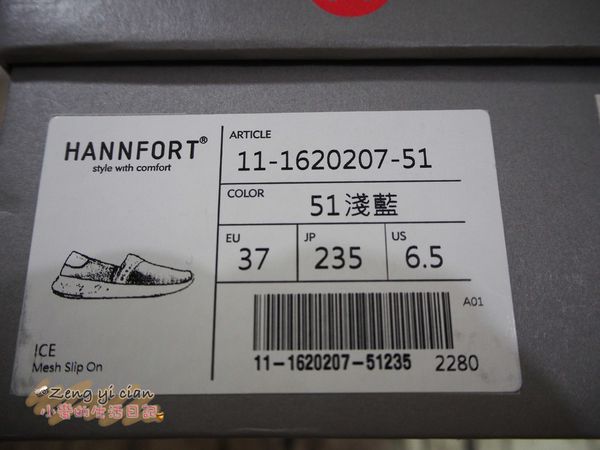 HANNFORT®
style with comfort
ARTICLE
11-1620207-51
COLOR
51淺藍
EU
37
JP
235
US
6.5
A01
11-1620207-51235
2280
ICE
Mesh Slip On
Zeng yi cian
小曾的生活日記